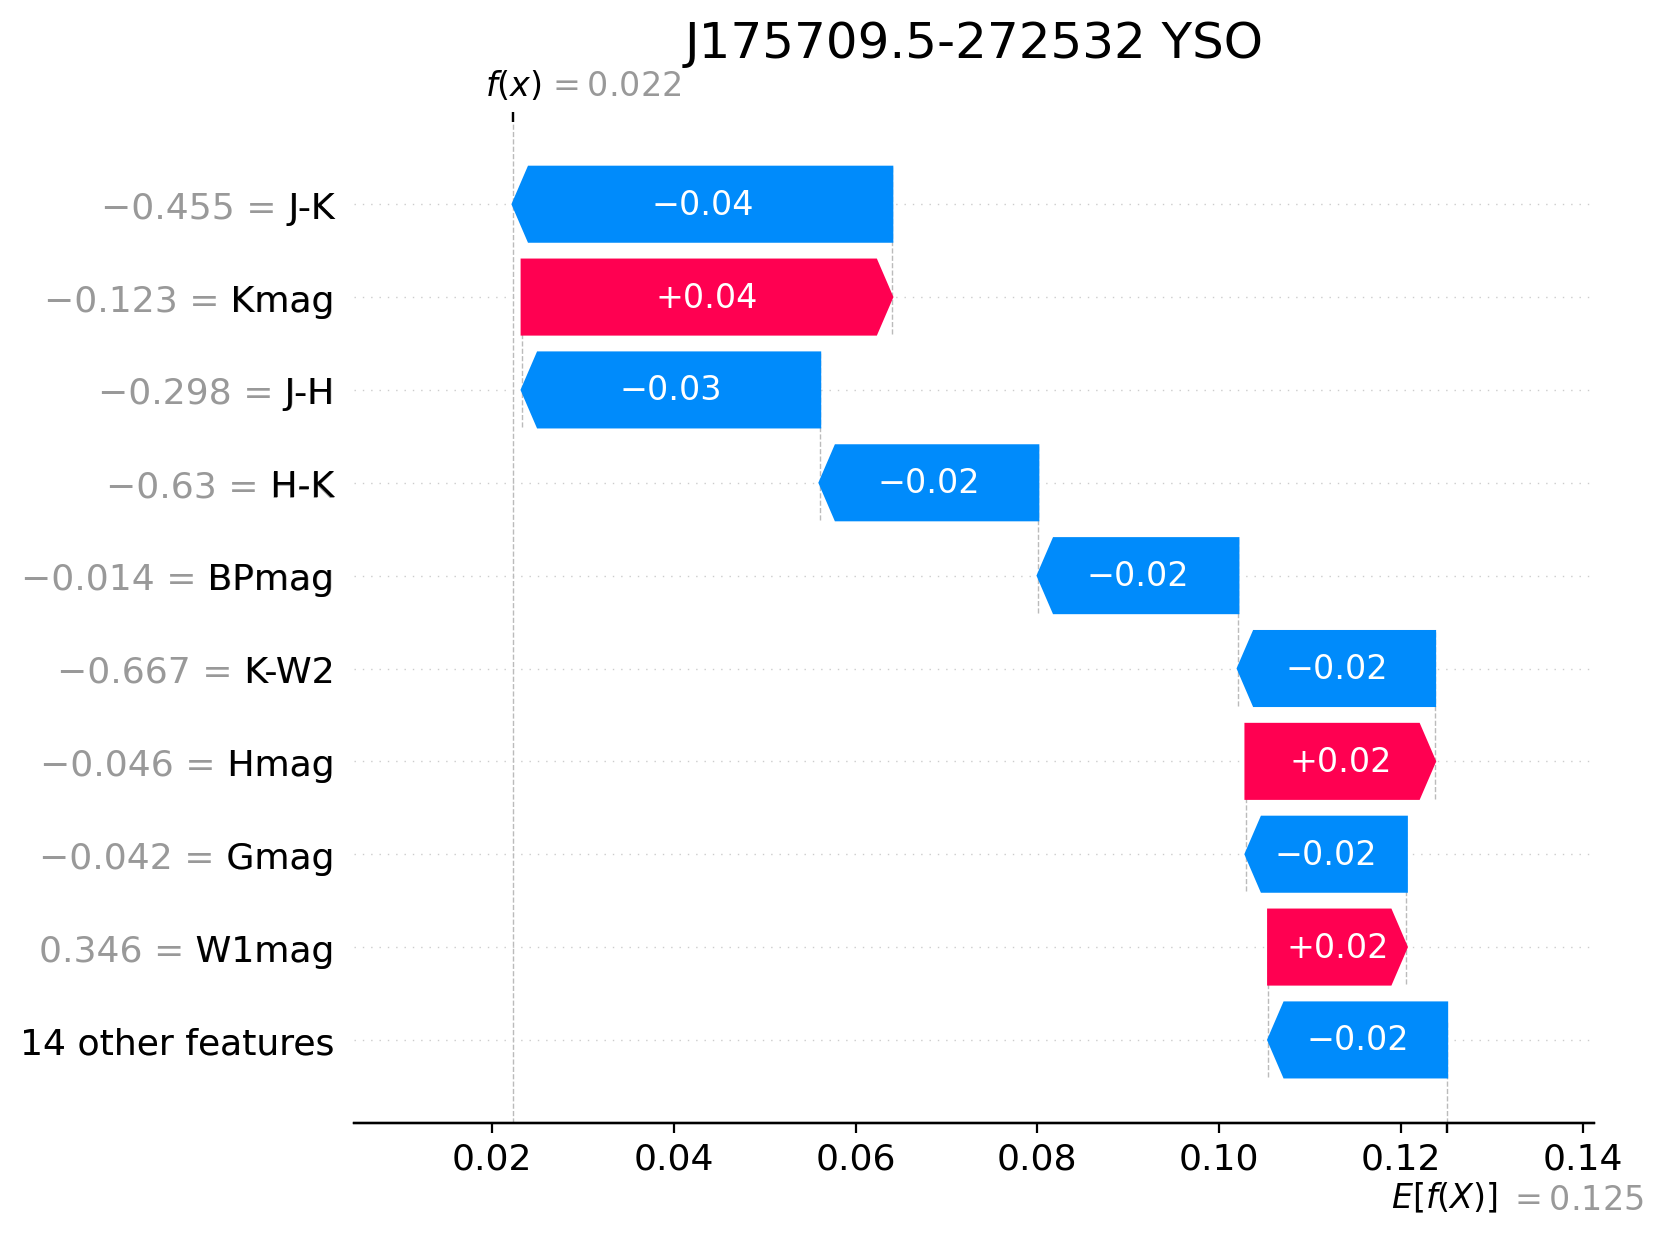 J175709.5-272532 YSO
f(x) = 0.022
−0.455 = J-K −0.04
−0.123 = Kmag +0.04
−0.298 = J-H −0.03
−0.63 = H-K −0.02
−0.014 = BPmag −0.02
−0.667 = K-W2 −0.02
−0.046 = Hmag +0.02
−0.042 = Gmag −0.02
0.346 = W1mag +0.02
14 other features −0.02
0.02 0.04 0.06 0.08 0.10 0.12 0.14
E[f(X)] = 0.125